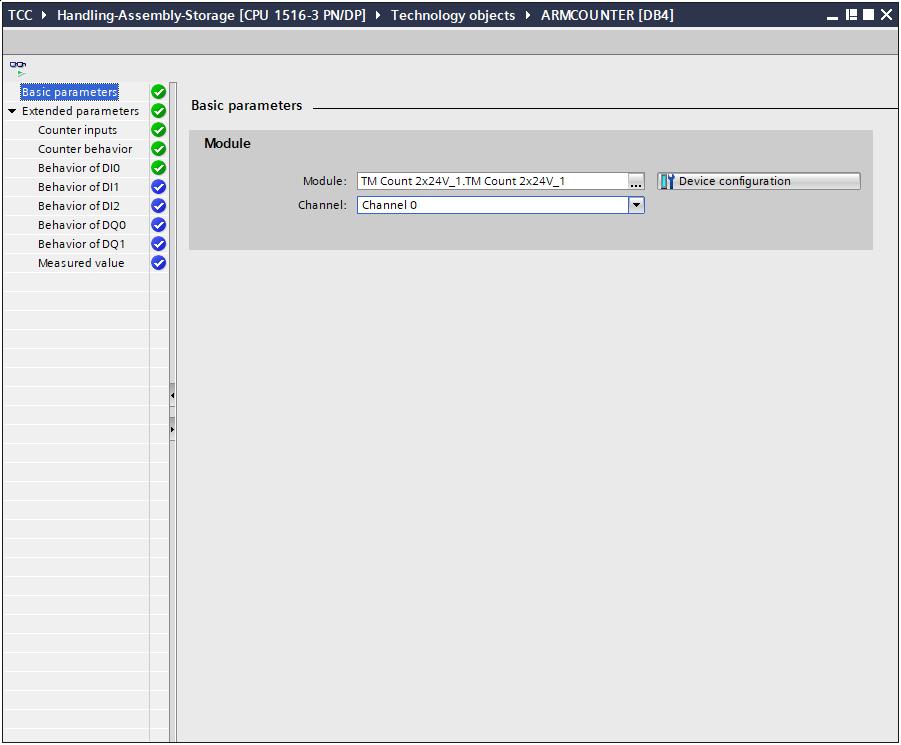 TCC Handling-Assembly-Storage [CPU 1516-3 PN/DP] Technology objects ARMCOUNTER [DB4]
Basic parameters
Extended parameters
Counter inputs
Counter behavior
Behavior of DI0
Behavior of DI1
Behavior of DI2
Behavior of DQ0
Behavior of DQ1
Measured value
Basic parameters
Module
Module: TM Count 2x24V_1.TM Count 2x24V_1 ... Device configuration
Channel: Channel 0